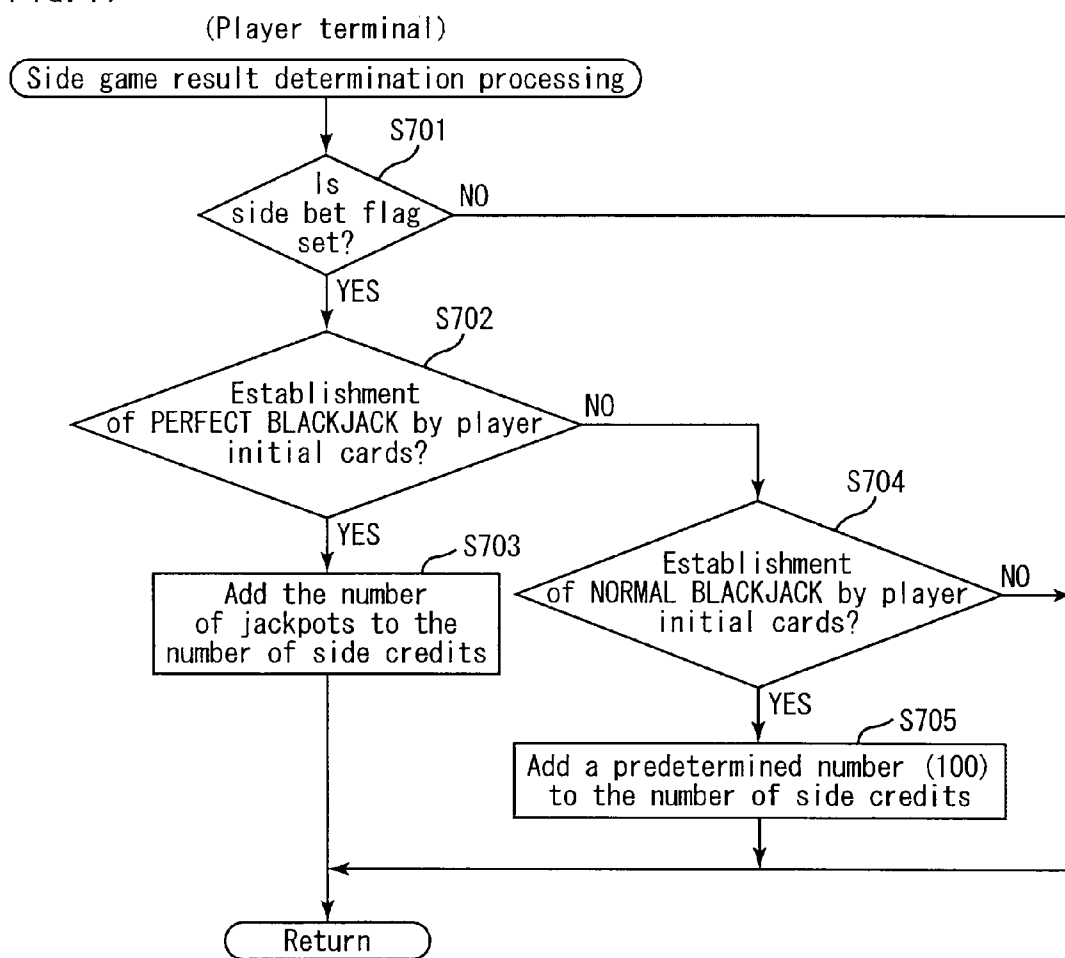 (Player terminal)
Side game result determination processing
S701
Is
side bet flag
set?
NO
YES
S702
Establishment
of PERFECT BLACKJACK by player
initial cards?
NO
YES
S703
Add the number
of jackpots to the
number of side credits
S704
Establishment
of NORMAL BLACKJACK by player
initial cards?
NO
YES
S705
Add a predetermined number (100)
to the number of side credits
Return